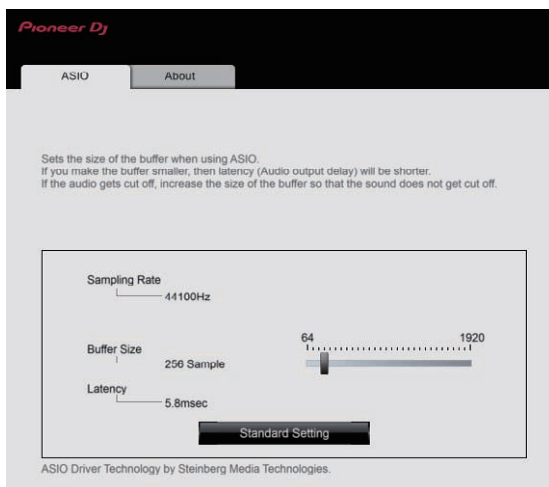 Pioneer Dj
ASIO About
Sets the size of the buffer when using ASIO.
If you make the buffer smaller, then latency (Audio output delay) will be shorter.
If the audio gets cut off, increase the size of the buffer so that the sound does not get cut off.
Sampling Rate
44100Hz
64 1920
Buffer Size
256 Sample
Latency
5.8msec
Standard Setting
ASIO Driver Technology by Steinberg Media Technologies.